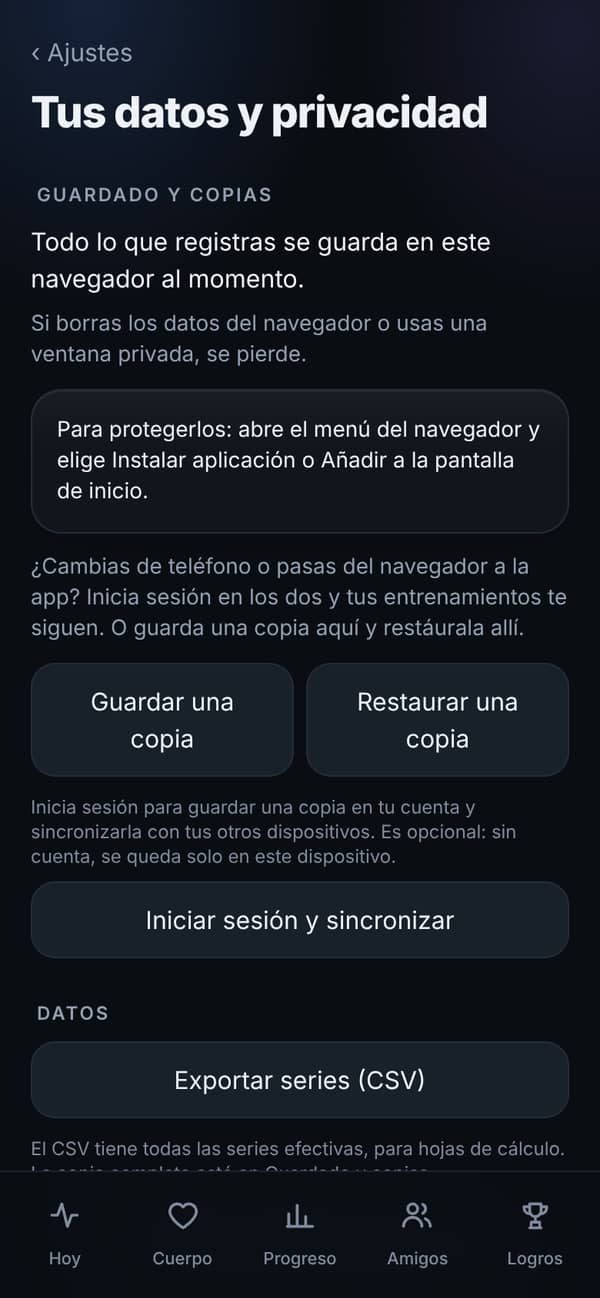 ‹ Ajustes
Tus datos y privacidad
GUARDADO Y COPIAS
Todo lo que registras se guarda en este
navegador al momento.
Si borras los datos del navegador o usas una
ventana privada, se pierde.
Para protegerlos: abre el menú del navegador y
elige Instalar aplicación o Añadir a la pantalla
de inicio.
¿Cambias de teléfono o pasas del navegador a la
app? Inicia sesión en los dos y tus entrenamientos te
siguen. O guarda una copia aquí y restáurala allí.
Guardar una
copia
Restaurar una
copia
Inicia sesión para guardar una copia en tu cuenta y
sincronizarla con tus otros dispositivos. Es opcional: sin
cuenta, se queda solo en este dispositivo.
Iniciar sesión y sincronizar
DATOS
Exportar series (CSV)
El CSV tiene todas las series efectivas, para hojas de cálculo.
Hoy
Cuerpo
Progreso
Amigos
Logros